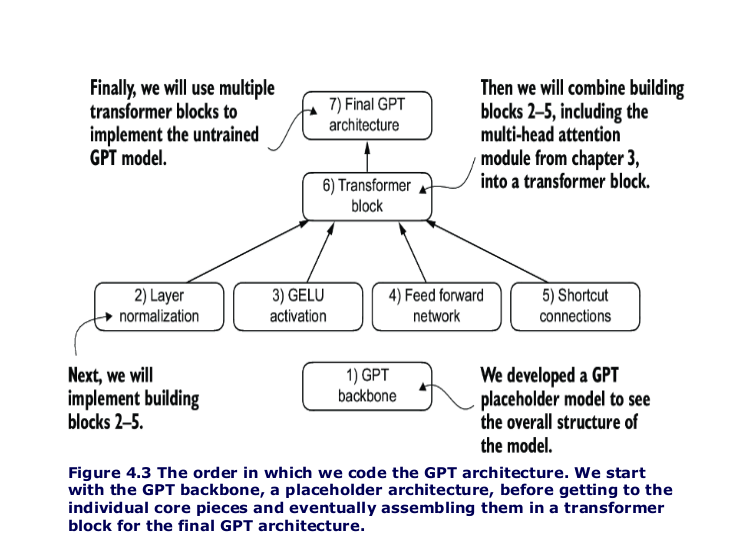 Finally, we will use multiple
transformer blocks to
implement the untrained
GPT model.
7) Final GPT
architecture
Then we will combine building
blocks 2–5, including the
multi-head attention
module from chapter 3,
into a transformer block.
6) Transformer
block
2) Layer
normalization
3) GELU
activation
4) Feed forward
network
5) Shortcut
connections
Next, we will
implement building
blocks 2–5.
1) GPT
backbone
We developed a GPT
placeholder model to see
the overall structure of
the model.
Figure 4.3 The order in which we code the GPT architecture. We start
with the GPT backbone, a placeholder architecture, before getting to the
individual core pieces and eventually assembling them in a transformer
block for the final GPT architecture.